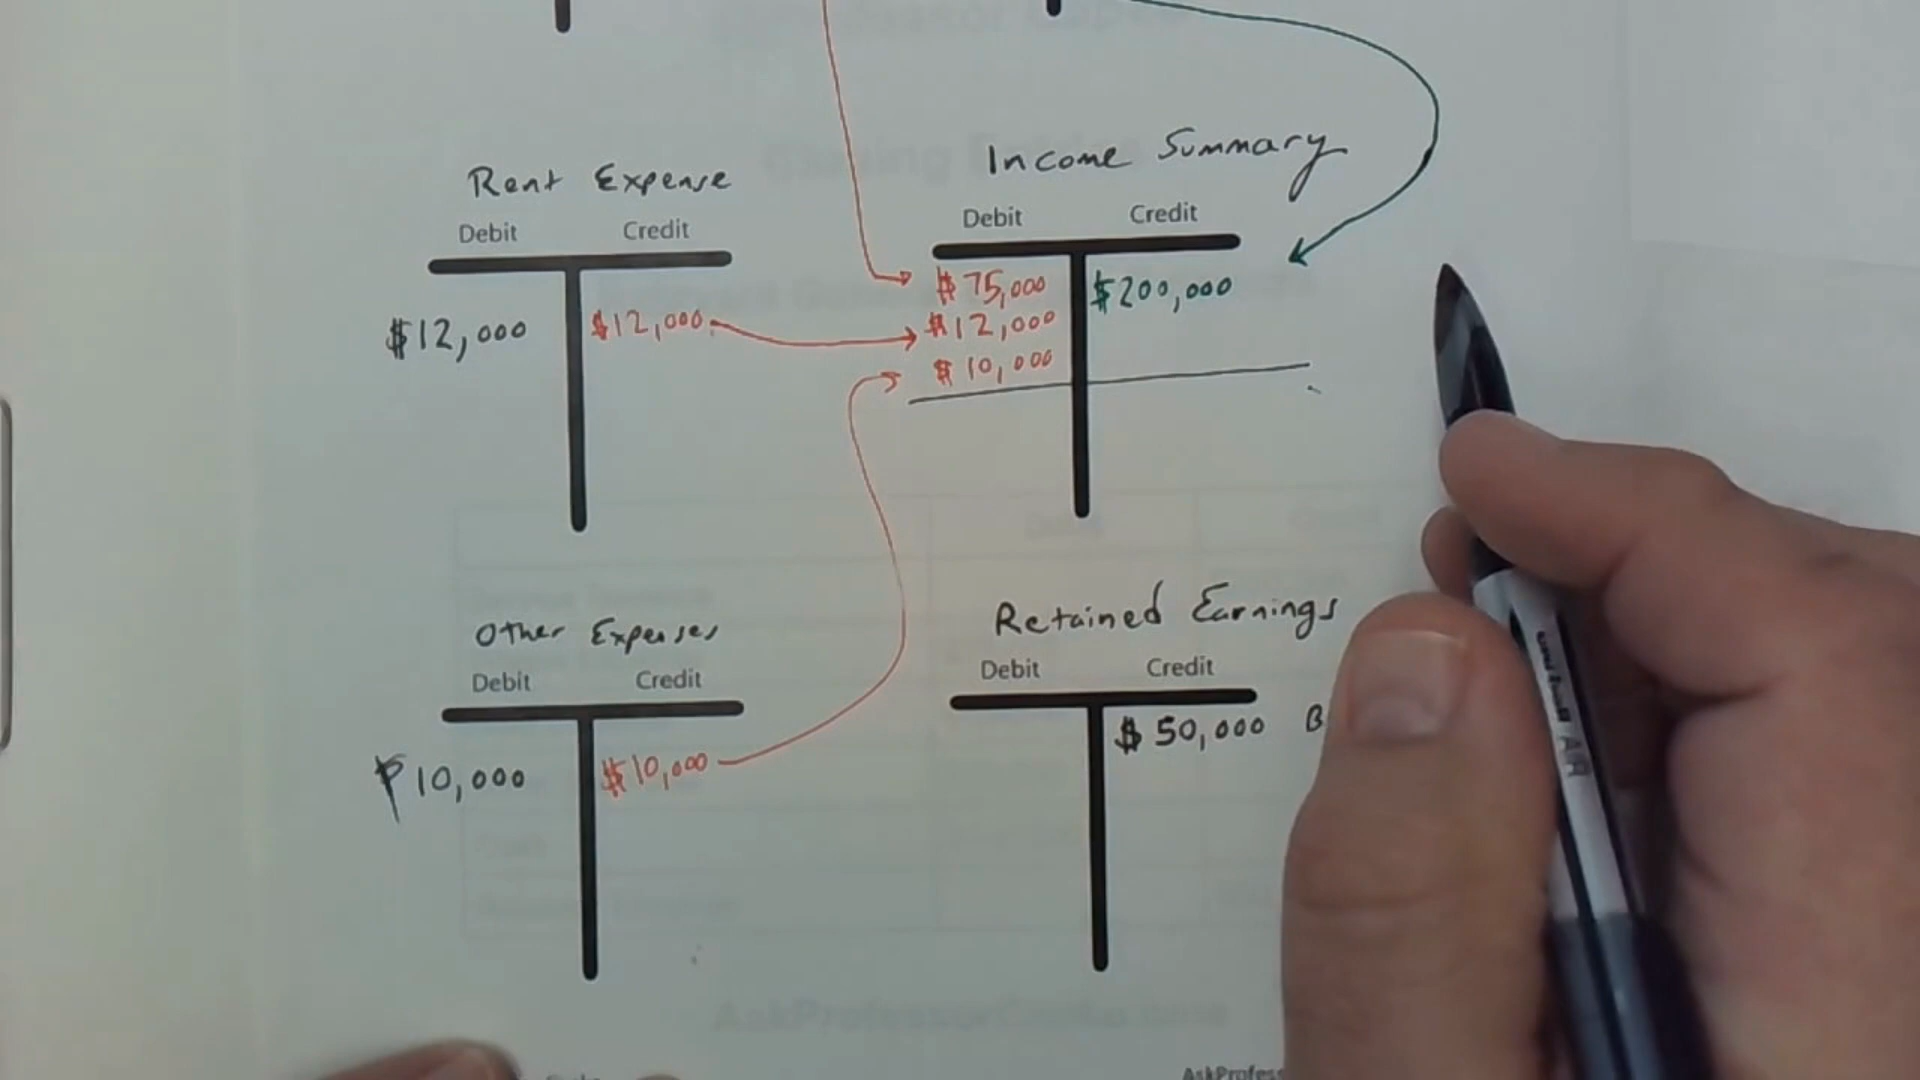 Rent Expense
Debit Credit
$12,000 $12,000
Income Summary
Debit Credit
$75,000 $200,000
$12,000
$10,000
Other Expenses
Debit Credit
$10,000 $10,000
Retained Earnings
Debit Credit
$50,000 B
AskProfess